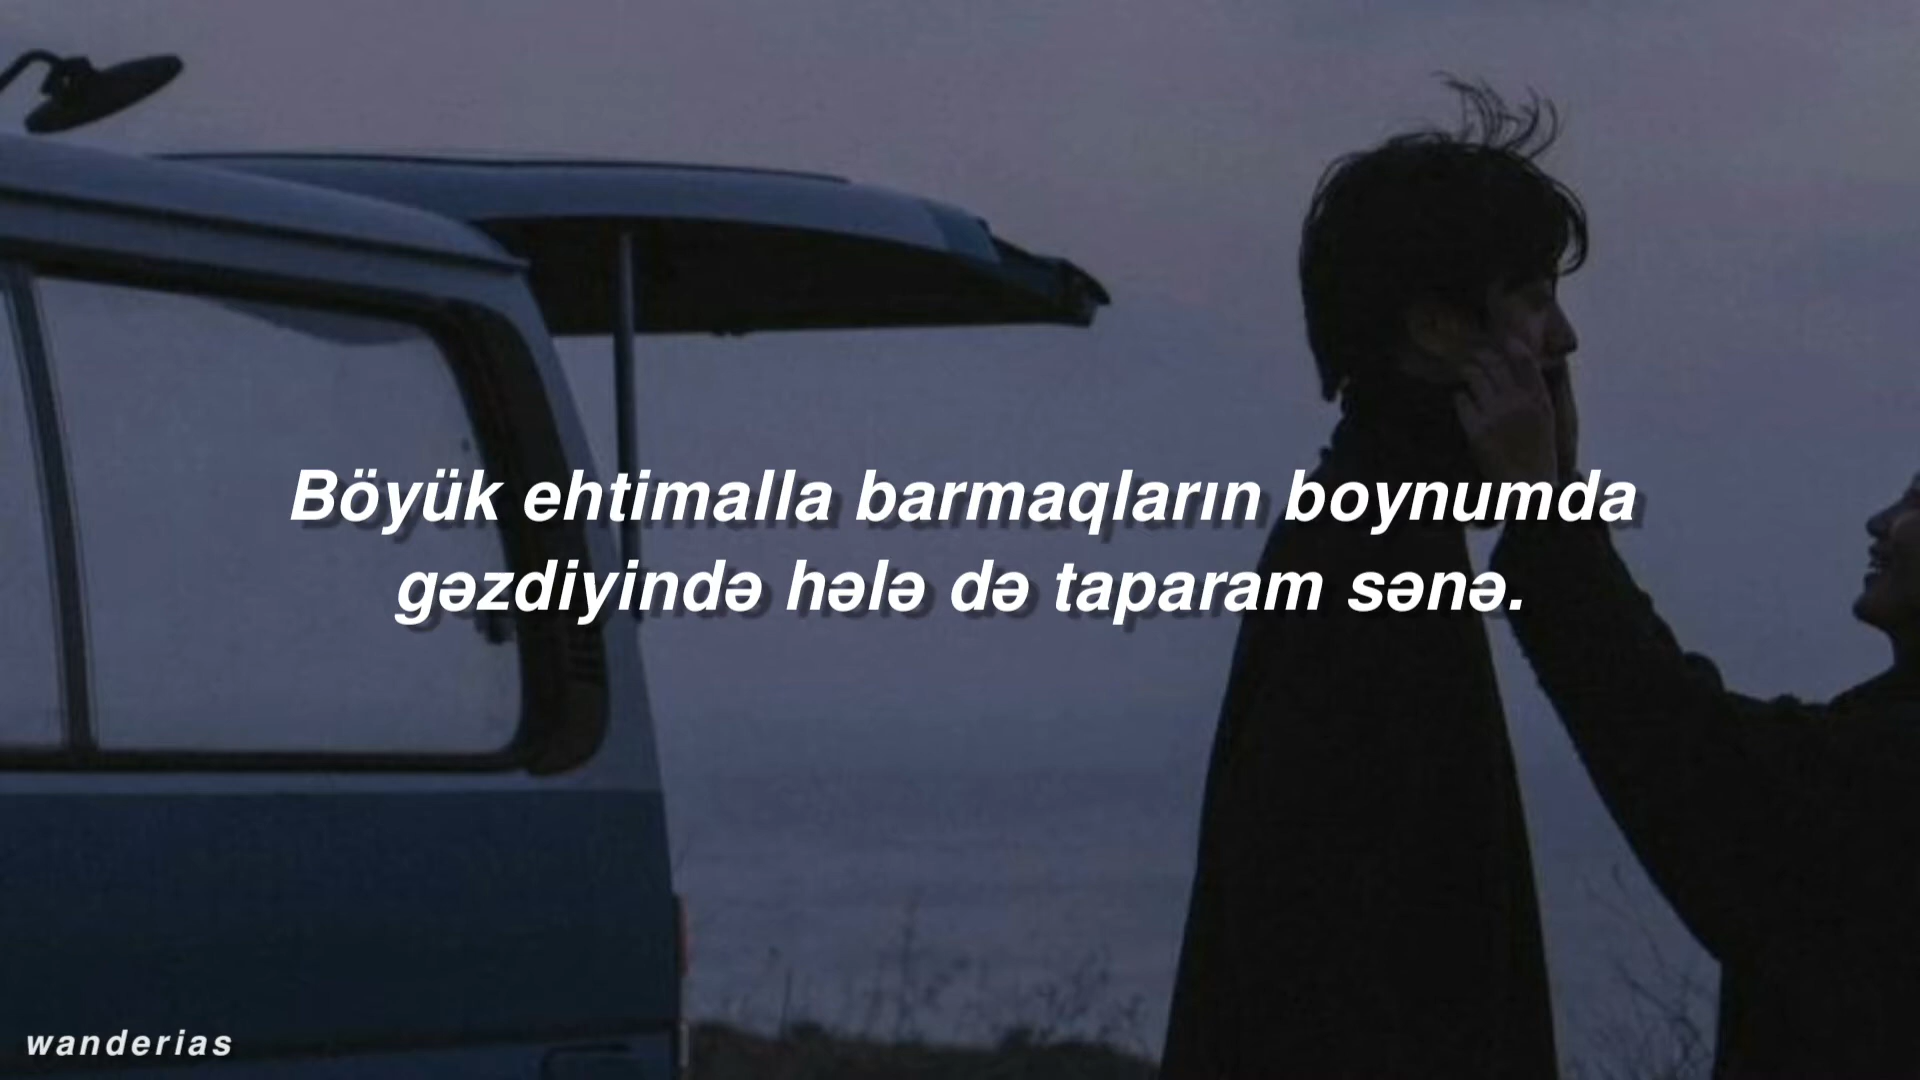 Böyük ehtimalla barmaqların boynumda
gəzdiyində hələ də taparam sənə.
wanderias